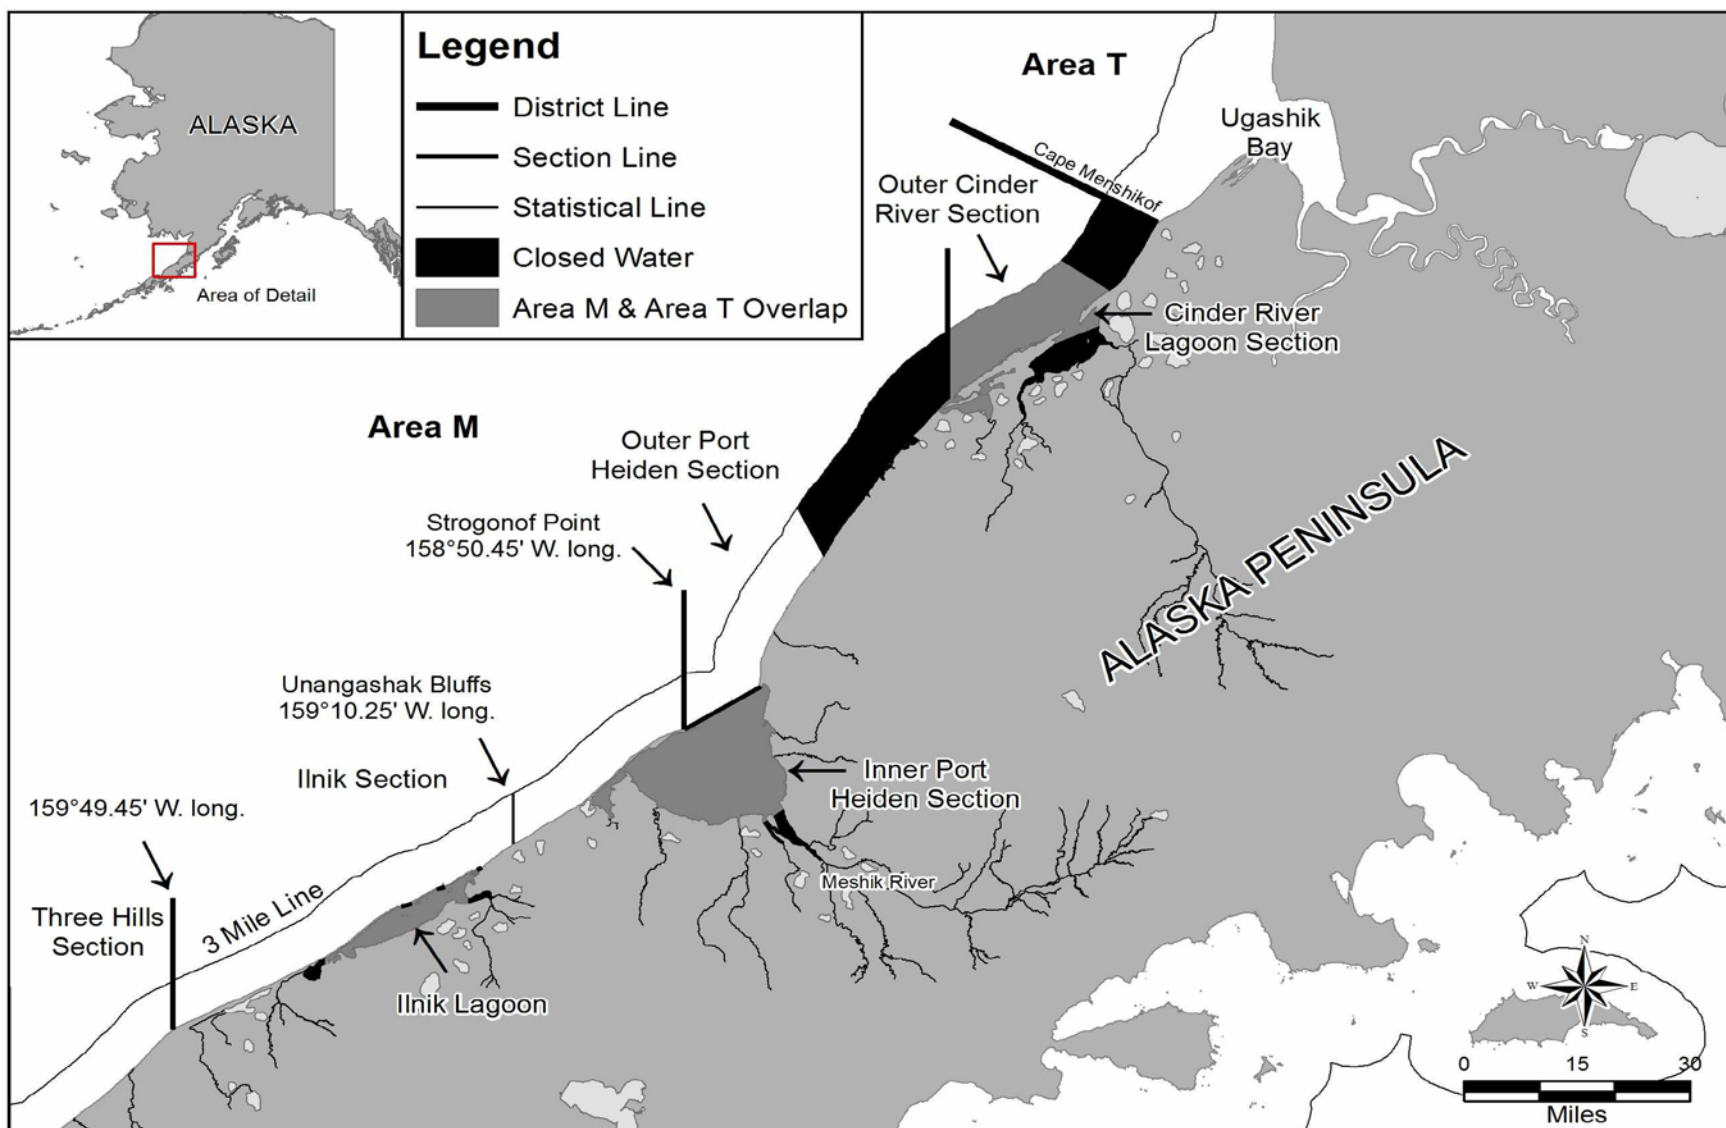 ALASKA
Area of Detail
Legend
District Line
Section Line
Statistical Line
Closed Water
Area M & Area T Overlap
Area T
Ugashik
Bay
Cape Menshikof
Outer Cinder
River Section
Cinder River
Lagoon Section
Area M
Outer Port
Heiden Section
Strogonof Point
158°50.45' W. long.
ALASKA PENINSULA
Unangashak Bluffs
159°10.25' W. long.
Ilnik Section
Inner Port
Heiden Section
159°49.45' W. long.
Meshik River
Three Hills
Section
3 Mile Line
Ilnik Lagoon
N
W
E
S
0
15
30
Miles